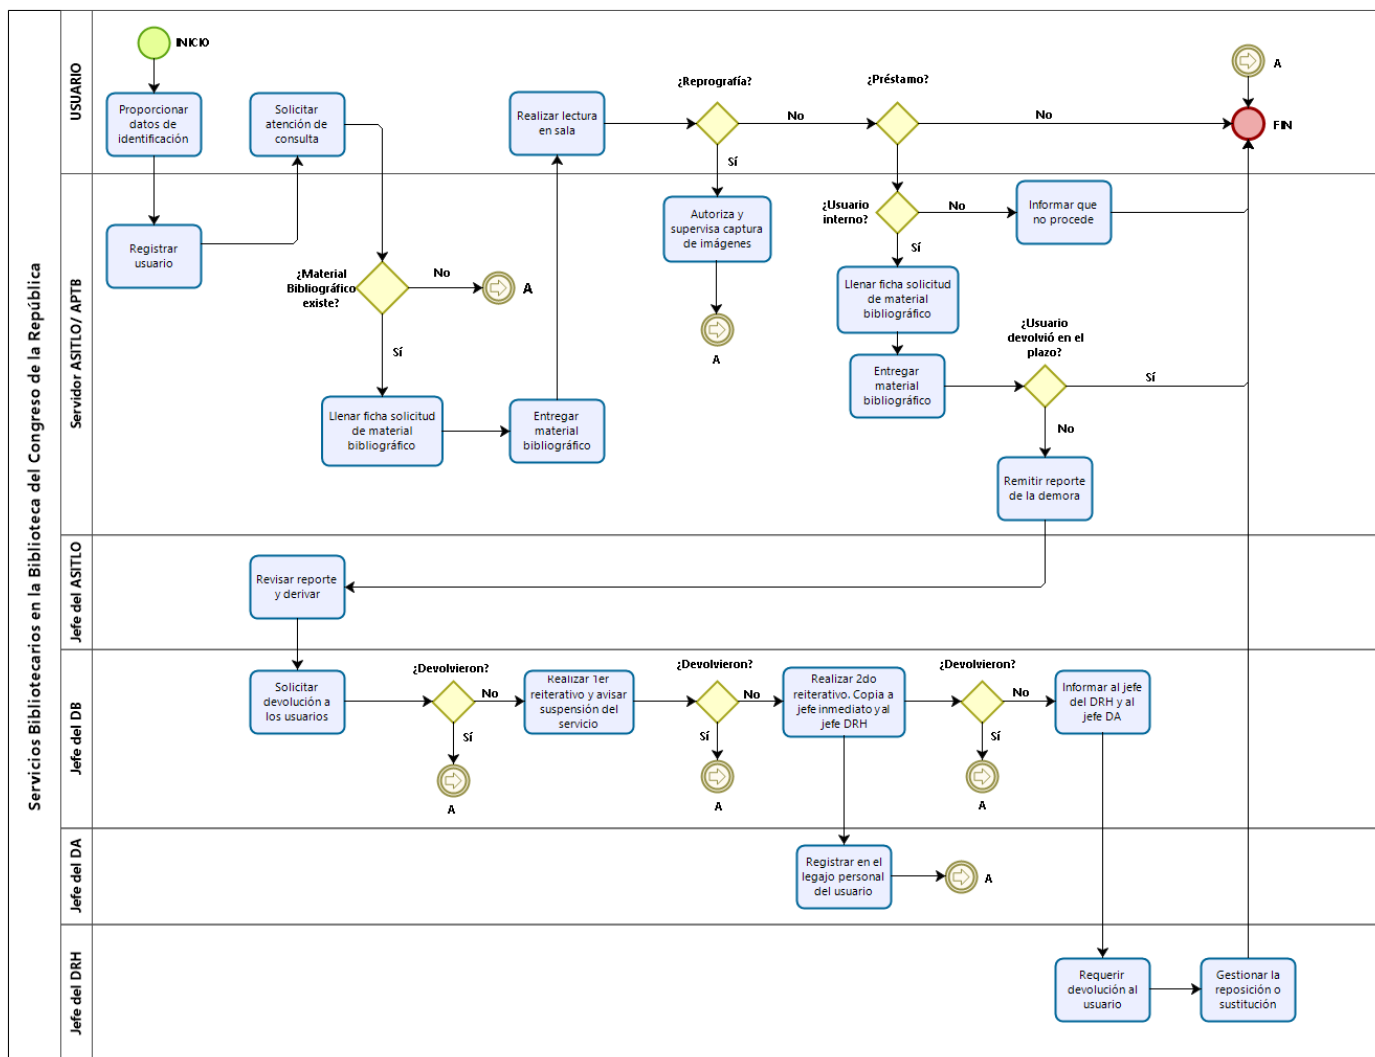 Servicios Bibliotecarios en la Biblioteca del Congreso de la República
USUARIO
INICIO
Proporcionar
datos de
identificación
Solicitar
atención de
consulta
Realizar lectura
en sala
¿Reprografía?
No
Sí
¿Préstamo?
No
A
FIN
Servidor ASITLO/ APTB
Registrar
usuario
¿Material
Bibliográfico
existe?
No
A
Sí
Llenar ficha solicitud
de material
bibliográfico
Entregar
material
bibliográfico
Autoriza y
supervisa captura
de imágenes
A
¿Usuario
interno?
No
Informar que
no procede
Sí
Llenar ficha solicitud
de material
bibliográfico
Entregar
material
bibliográfico
¿Usuario
devolvió en el
plazo?
Sí
No
Remitir reporte
de la demora
Jefe del ASITLO
Revisar reporte
y derivar
Jefe del DB
Solicitar
devolución a
los usuarios
¿Devolvieron?
No
Sí
A
Realizar 1er
reiterativo y avisar
suspensión del
servicio
¿Devolvieron?
No
Sí
A
Realizar 2do
reiterativo. Copia a
jefe inmediato y al
jefe DRH
¿Devolvieron?
No
Sí
A
Informar al jefe
del DRH y al
jefe DA
Jefe del DA
Registrar en el
legajo personal
del usuario
A
Jefe del DRH
Requerir
devolución al
usuario
Gestionar la
reposición o
sustitución